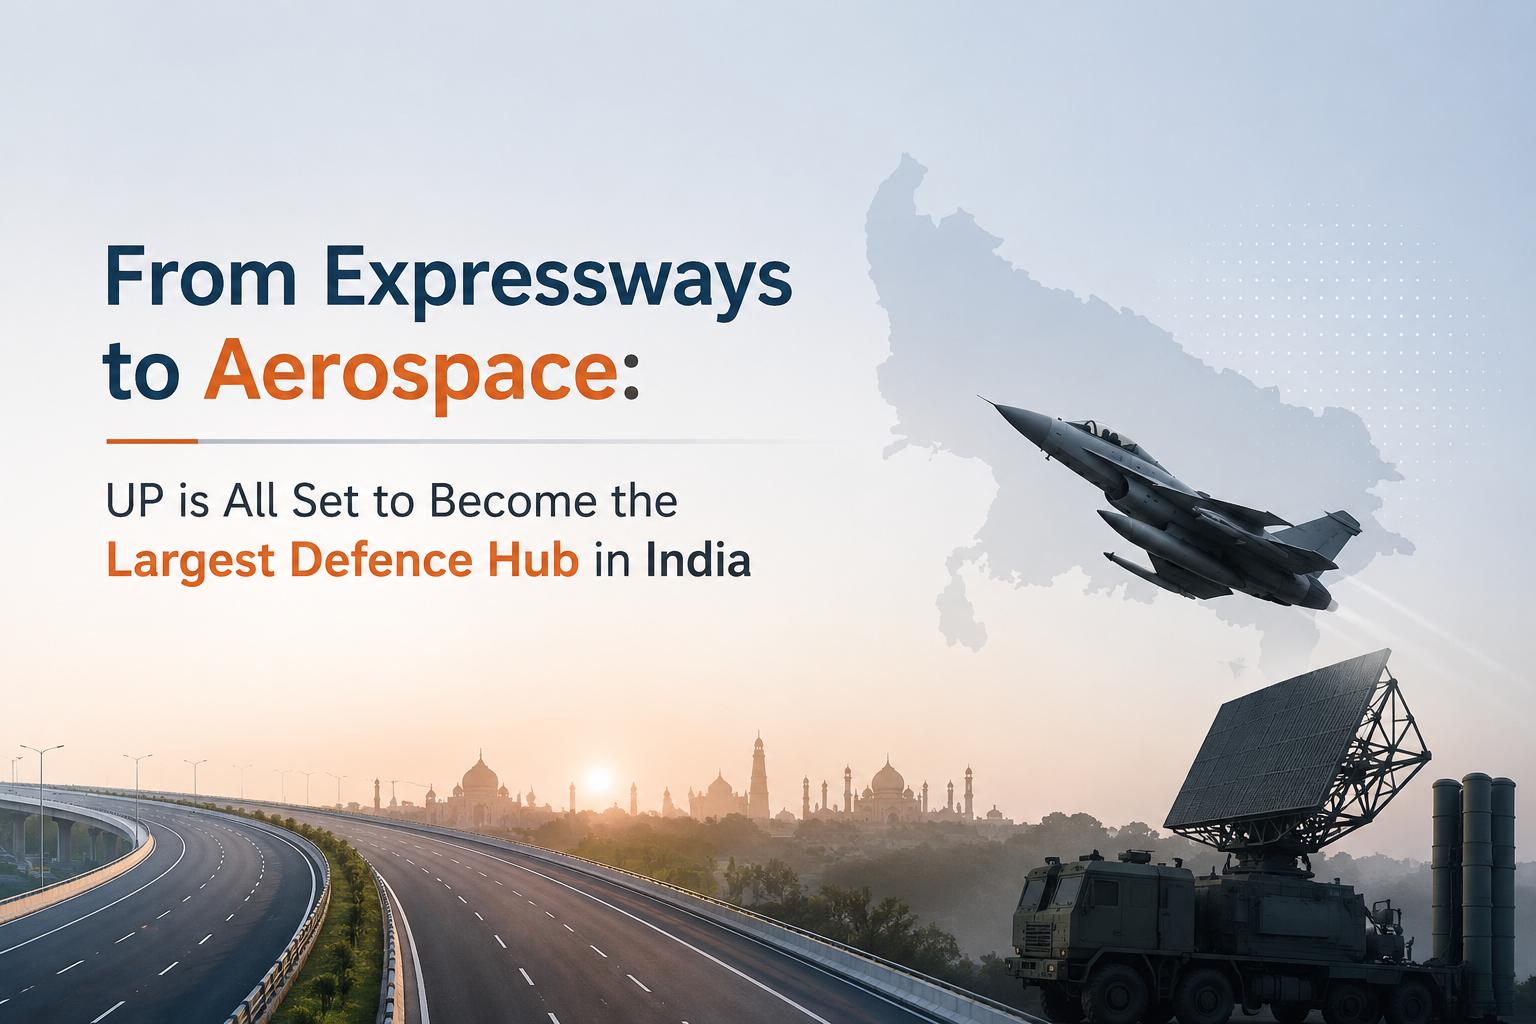 From Expressways
to Aerospace:
UP is All Set to Become the
Largest Defence Hub in India